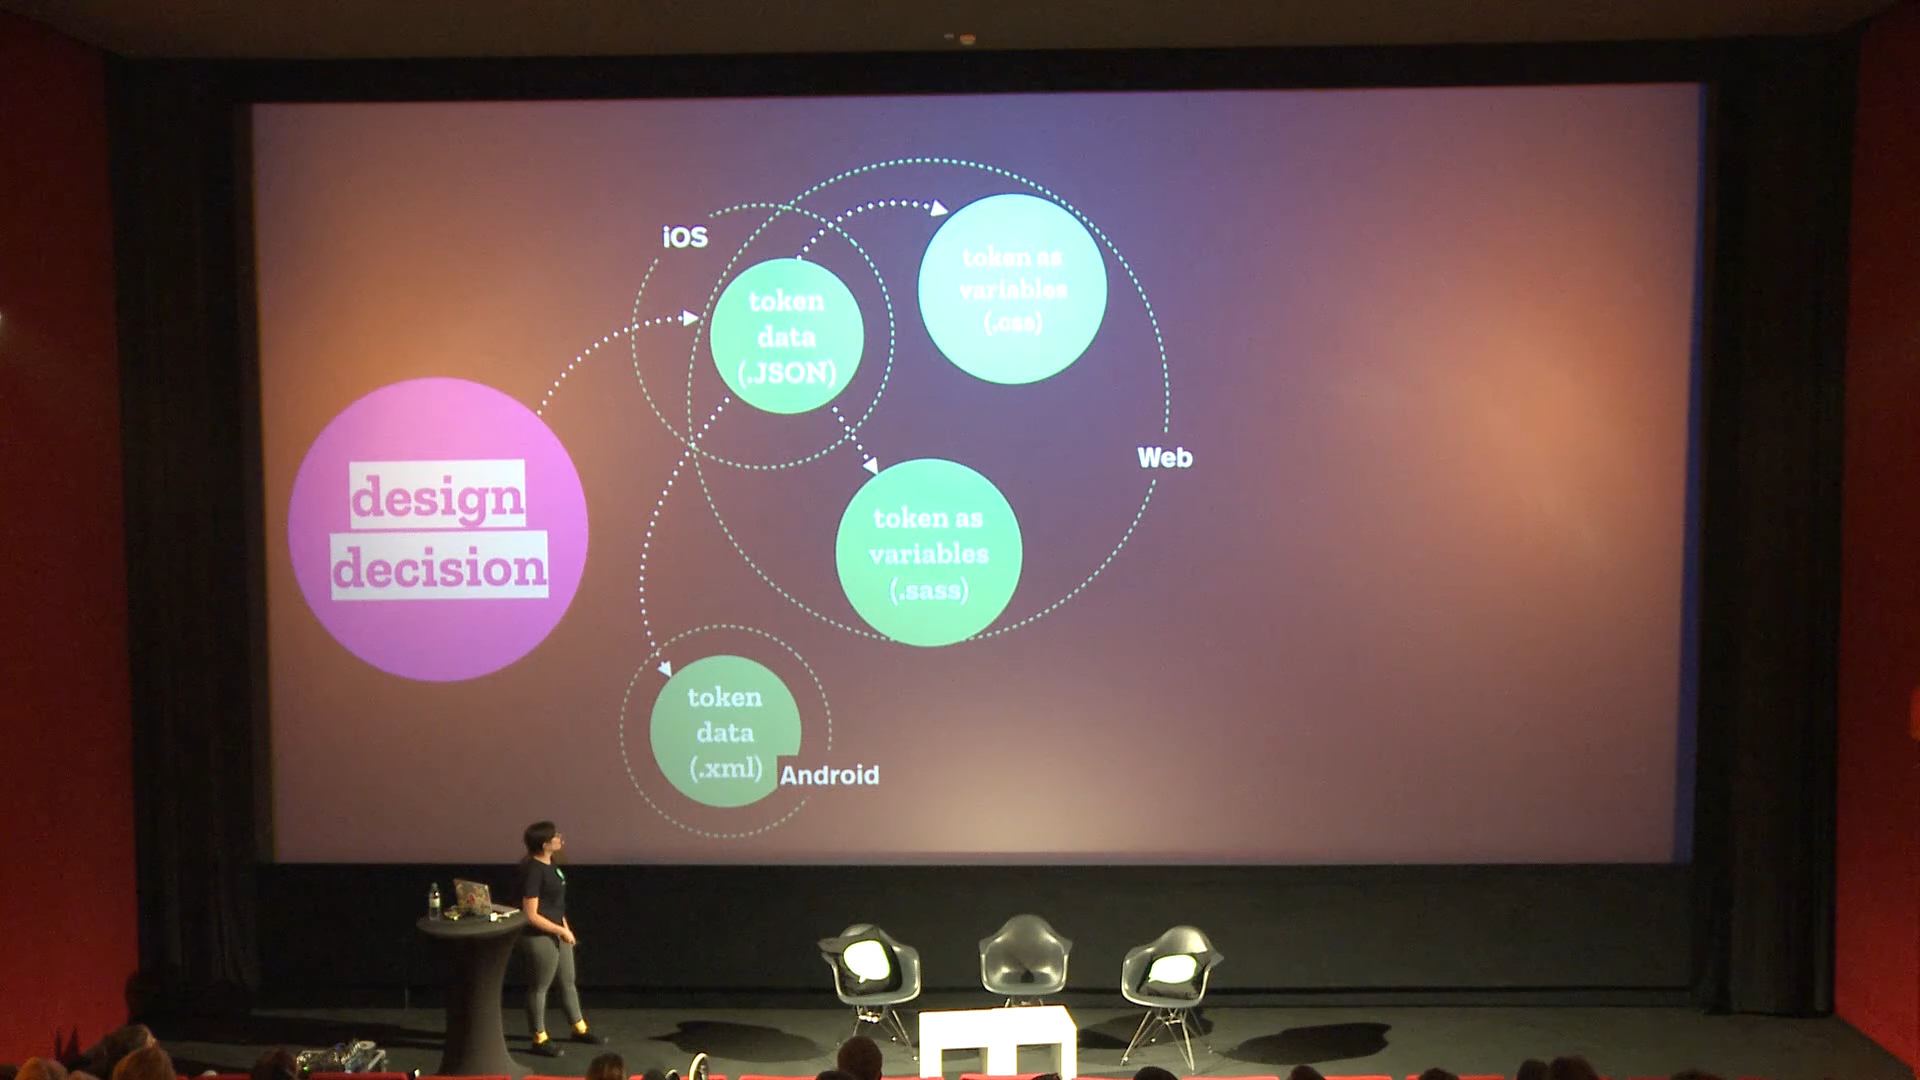 iOS
token
data
(.JSON)
token as
variables
(.css)
Web
design
decision
token as
variables
(.sass)
token
data
(.xml)
Android